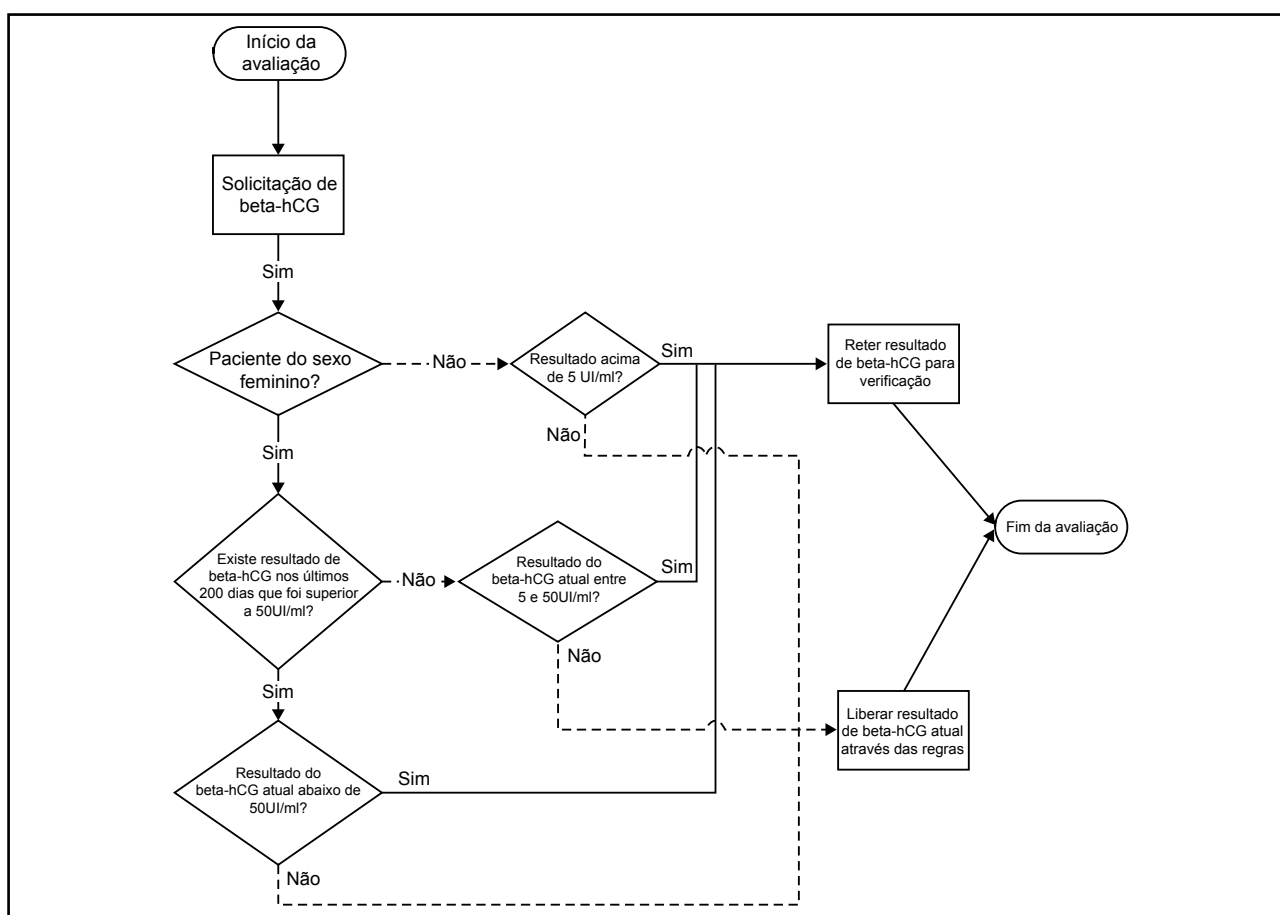 Início da
avaliação
Solicitação de
beta-hCG
Sim
Paciente do sexo
feminino?
Não
Resultado acima
de 5 UI/ml?
Sim
Reter resultado
de beta-hCG para
verificação
Não
Sim
Existe resultado de
beta-hCG nos últimos
200 dias que foi superior
a 50UI/ml?
Não
Resultado do
beta-hCG atual entre
5 e 50UI/ml?
Sim
Fim da avaliação
Não
Sim
Liberar resultado
de beta-hCG atual
através das regras
Resultado do
beta-hCG atual abaixo de
50UI/ml?
Sim
Não